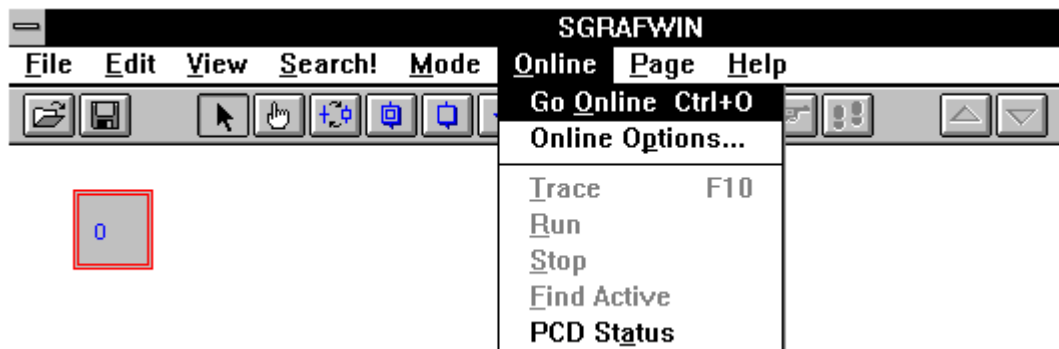 SGRAFWIN
File Edit View Search! Mode Online Page Help
Go Online Ctrl+O
Online Options...
Trace F10
0
Run
Stop
Find Active
PCD Status